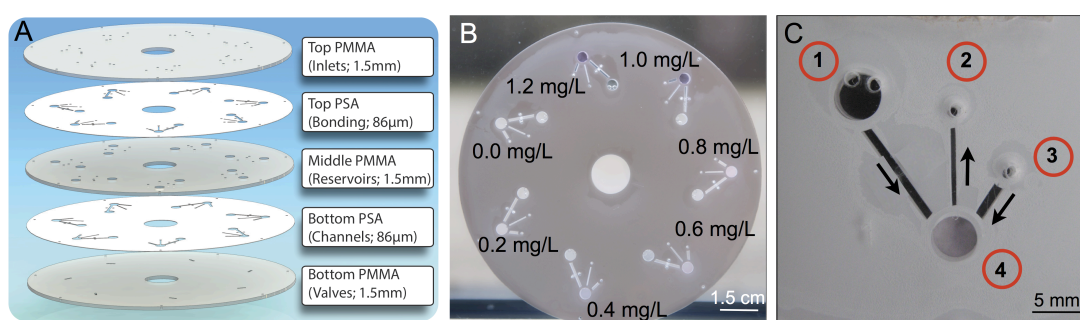 A
Top PMMA
(Inlets; 1.5mm)
Top PSA
(Bonding; 86µm)
Middle PMMA
(Reservoirs; 1.5mm)
Bottom PSA
(Channels; 86µm)
Bottom PMMA
(Valves; 1.5mm)
B
1.0 mg/L
1.2 mg/L
0.8 mg/L
0.0 mg/L
0.6 mg/L
0.2 mg/L
0.4 mg/L
1.5 cm
C
1
2
3
4
5 mm